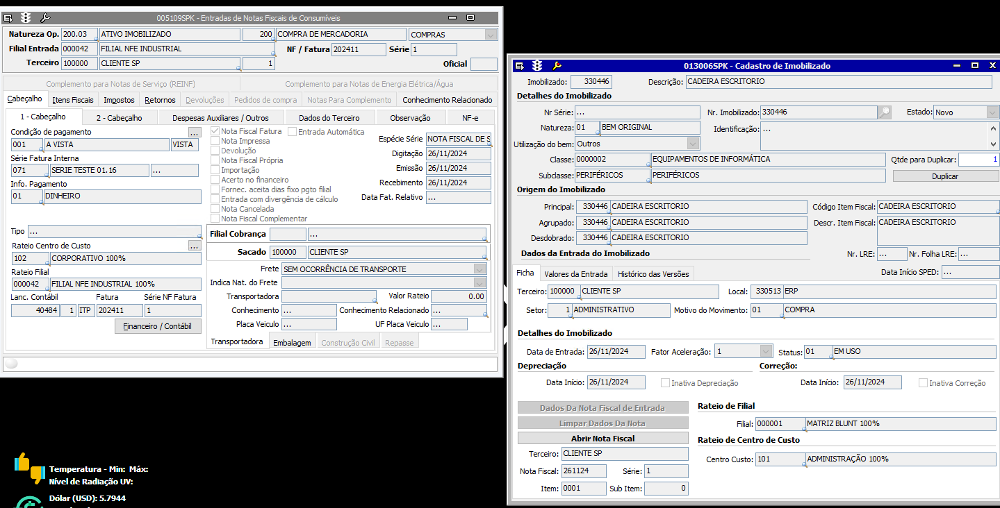 005109SPK - Entradas de Notas Fiscais de Consumíveis
Natureza Op. 200.03 ATIVO IMOBILIZADO 200 COMPRA DE MERCADORIA COMPRAS
Filial Entrada 000042 FILIAL NFE INDUSTRIAL NF / Fatura 202411 Série 1
Terceiro 100000 CLIENTE SP 1 Oficial
Complemento para Notas de Serviço (REINF) Complemento para Notas de Energia Elétrica/Água
Cabeçalho Itens Fiscais Impostos Retornos Devoluções Pedidos de compra Notas Para Complemento Conhecimento Relacionado
1 - Cabeçalho 2 - Cabeçalho Despesas Auxiliares / Outros Dados do Terceiro Observação NF-e
Condição de pagamento ...
001 A VISTA VISTA
Série Fatura Interna
071 SERIE TESTE 01.16 ...
Info. Pagamento
01 DINHEIRO
Tipo ...
Rateio Centro de Custo ...
102 CORPORATIVO 100%
Rateio Filial
000042 FILIAL NFE INDUSTRIAL 100%
Lanc. Contábil Fatura Série NF Fatura
40484 1 ITP 202411 1
Financeiro / Contábil
Nota Fiscal Fatura Entrada Automática
Nota Impressa
Devolução
Nota Fiscal Própria
Importação
Acerto no financeiro
Fornec. aceita dias fixo pgto filial
Entrada com divergência de cálculo
Nota Cancelada
Nota Fiscal Complementar
Espécie Série NOTA FISCAL DE S
Digitação 26/11/2024
Emissão 26/11/2024
Recebimento 26/11/2024
Data Fat. Relativo ...
Filial Cobrança ...
Sacado 100000 CLIENTE SP
Frete SEM OCORRÊNCIA DE TRANSPORTE
Indica Nat. do Frete
Transportadora Valor Rateio 0.00
Conhecimento ... Conhecimento Relacionado ...
Placa Veiculo ... UF Placa Veiculo ...
Transportadora Embalagem Construção Civil Repasse
Temperatura - Min: Máx:
Nível de Radiação UV:
Dólar (USD): 5.7944
013006SPK - Cadastro de Imobilizado
Imobilizado: 330446 Descrição: CADEIRA ESCRITORIO
Detalhes do Imobilizado
Nr Série: ... Nr. Imobilizado: 330446 Estado: Novo
Natureza: 01 BEM ORIGINAL Identificação: ...
Utilização do bem: Outros
Classe: 0000002 EQUIPAMENTOS DE INFORMÁTICA Qtde para Duplicar: 1
Subclasse: PERIFÉRICOS PERIFÉRICOS Duplicar
Origem do Imobilizado
Principal: 330446 CADEIRA ESCRITORIO Código Item Fiscal: CADEIRA ESCRITORIO
Agrupado: 330446 CADEIRA ESCRITORIO Descr. Item Fiscal: CADEIRA ESCRITORIO
Desdobrado: 330446 CADEIRA ESCRITORIO
Dados da Entrada do Imobilizado Nr. LRE: ... Nr. Folha LRE: ...
Ficha Valores da Entrada Histórico das Versões Data Início SPED: ...
Terceiro: 100000 CLIENTE SP Local: 330513 ERP
Setor: 1 ADMINISTRATIVO Motivo do Movimento: 01 COMPRA
Detalhes do Imobilizado
Data de Entrada: 26/11/2024 Fator Aceleração: 1 Status: 01 EM USO
Depreciação Correção:
Data Início: 26/11/2024 Inativa Depreciação Data Início: 26/11/2024 Inativa Correção
Dados Da Nota Fiscal de Entrada
Limpar Dados Da Nota
Abrir Nota Fiscal
Terceiro: CLIENTE SP
Nota Fiscal: 261124 Série: 1
Item: 0001 Sub Item: 0
Rateio de Filial
Filial: 000001 MATRIZ BLUNT 100%
Rateio de Centro de Custo
Centro Custo: 101 ADMINISTRAÇÃO 100%